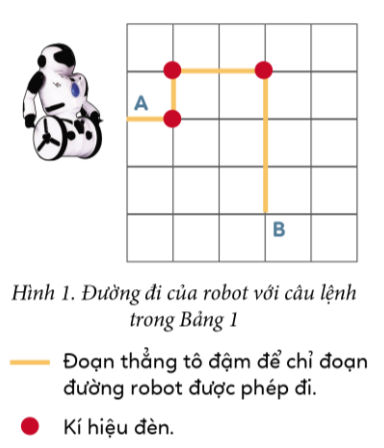 A
B
Hình 1. Đường đi của robot với câu lệnh
trong Bảng 1
Đoạn thẳng tô đậm để chỉ đoạn
đường robot được phép đi.
Kí hiệu đèn.